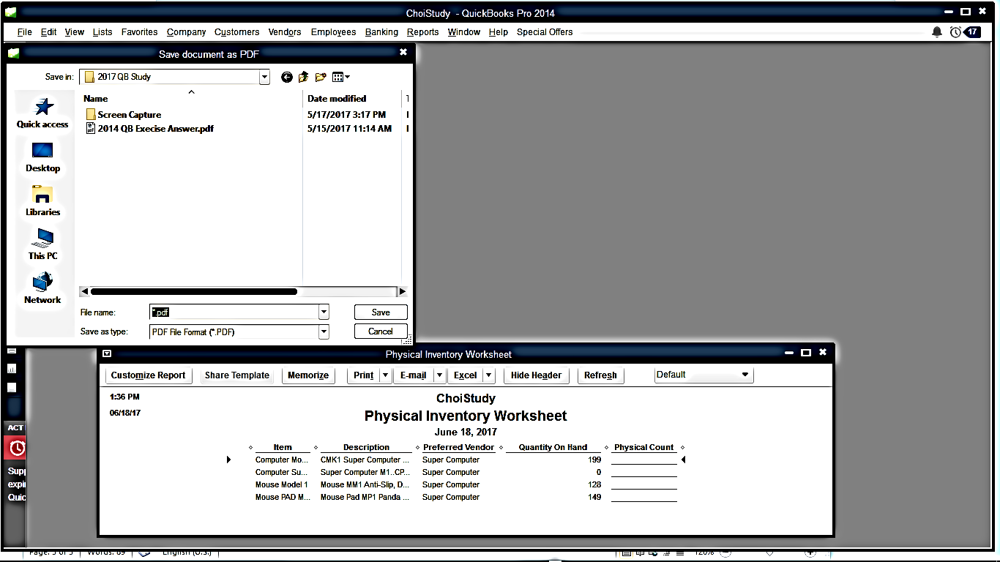 ChoiStudy - QuickBooks Pro 2014
File Edit View Lists Favorites Company Customers Vendors Employees Banking Reports Window Help Special Offers 17
Save document as PDF
Save in: 2017 QB Study
Name Date modified
Screen Capture 5/17/2017 3:17 PM
2014 QB Execise Answer.pdf 5/15/2017 11:14 AM
Quick access
Desktop
Libraries
This PC
Network
File name: *.pdf Save
Save as type: PDF File Format (*.PDF) Cancel
Physical Inventory Worksheet
Customize Report Share Template Memorize Print E-mail Excel Hide Header Refresh Default
1:36 PM
06/18/17
ChoiStudy
Physical Inventory Worksheet
June 18, 2017
Item Description Preferred Vendor Quantity On Hand Physical Count
Computer Mo... CMK1 Super Computer ... Super Computer 199
Computer Su... Super Computer M1..CP... Super Computer 0
Mouse Model 1 Mouse MM1 Anti-Slip, D... Super Computer 128
Mouse PAD M... Mouse Pad MP1 Panda ... Super Computer 149
ACT
Supp
expi
Quic
Page: 5 of 5 Words: 89 English (U.S.) 120%